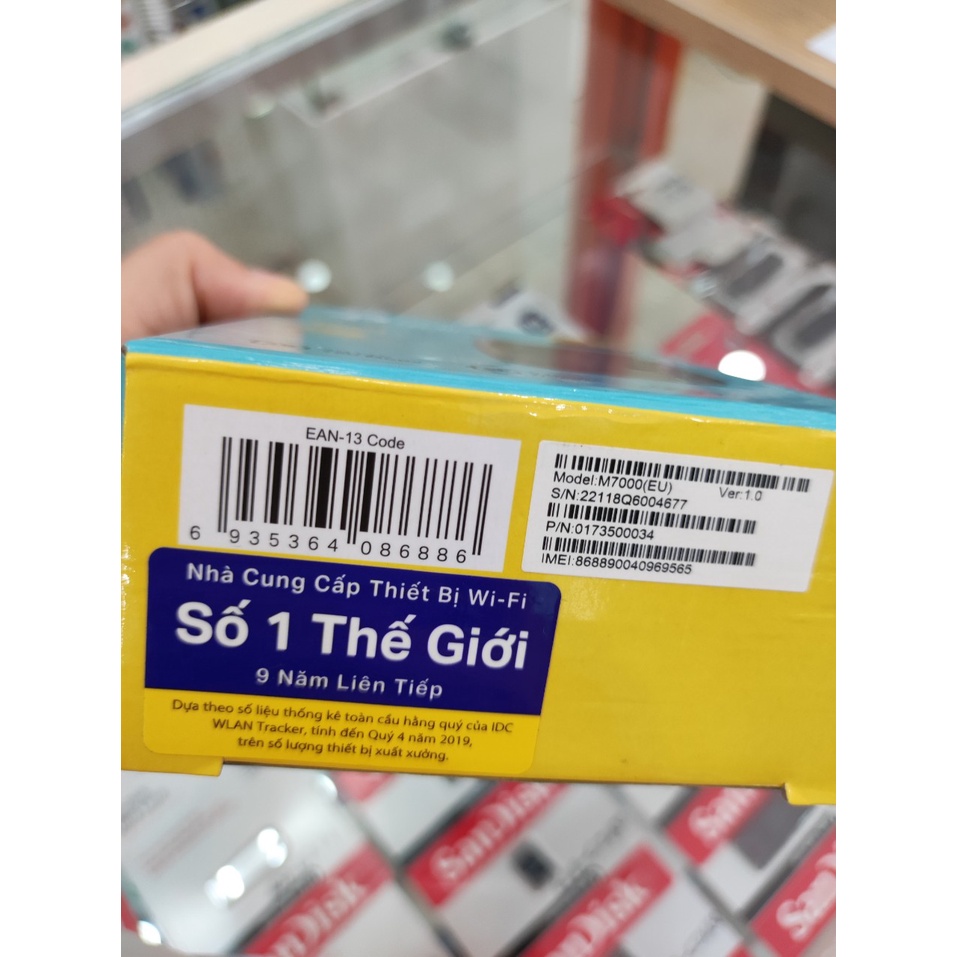 EAN-13 Code
6 935364 086886
Model:M7000(EU) Ver:1.0
S/N:22118Q6004677
P/N:0173500034
IMEI:868890040969565
Nhà Cung Cấp Thiết Bị Wi-Fi
Số 1 Thế Giới
9 Năm Liên Tiếp
Dựa theo số liệu thống kê toàn cầu hằng quý của IDC
WLAN Tracker, tính đến Quý 4 năm 2019,
trên số lượng thiết bị xuất xưởng.
SanDisk
SanDisk